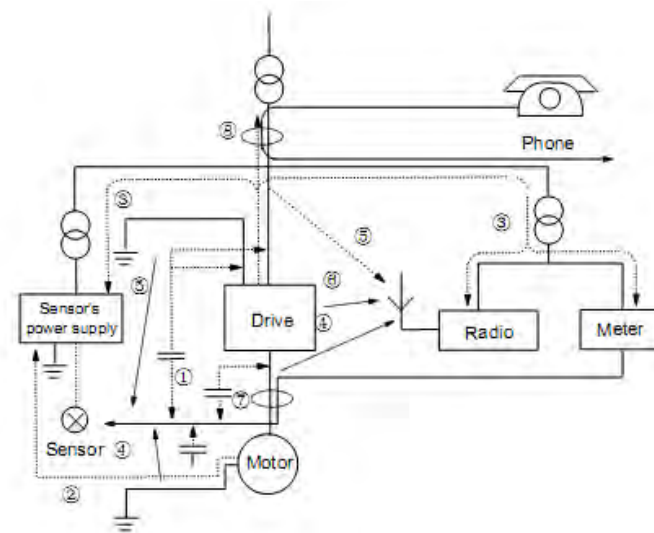 ⑧
Phone
③
③
⑤
⑤
⑥
Sensor's
power supply
Drive
④
Radio
Meter
①
⑦
Sensor
④
Motor
②